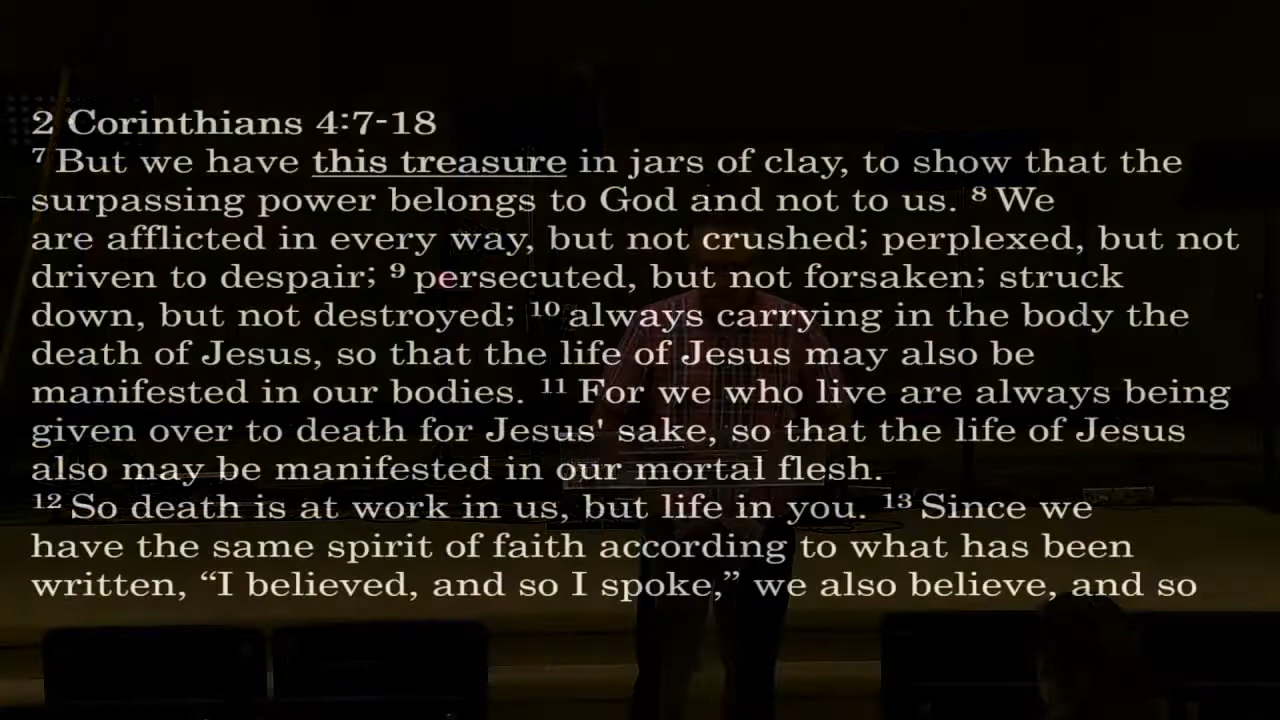 2 Corinthians 4:7-18
⁷ But we have this treasure in jars of clay, to show that the
surpassing power belongs to God and not to us. ⁸ We
are afflicted in every way, but not crushed; perplexed, but not
driven to despair; ⁹ persecuted, but not forsaken; struck
down, but not destroyed; ¹⁰ always carrying in the body the
death of Jesus, so that the life of Jesus may also be
manifested in our bodies. ¹¹ For we who live are always being
given over to death for Jesus' sake, so that the life of Jesus
also may be manifested in our mortal flesh.
¹² So death is at work in us, but life in you. ¹³ Since we
have the same spirit of faith according to what has been
written, “I believed, and so I spoke,” we also believe, and so